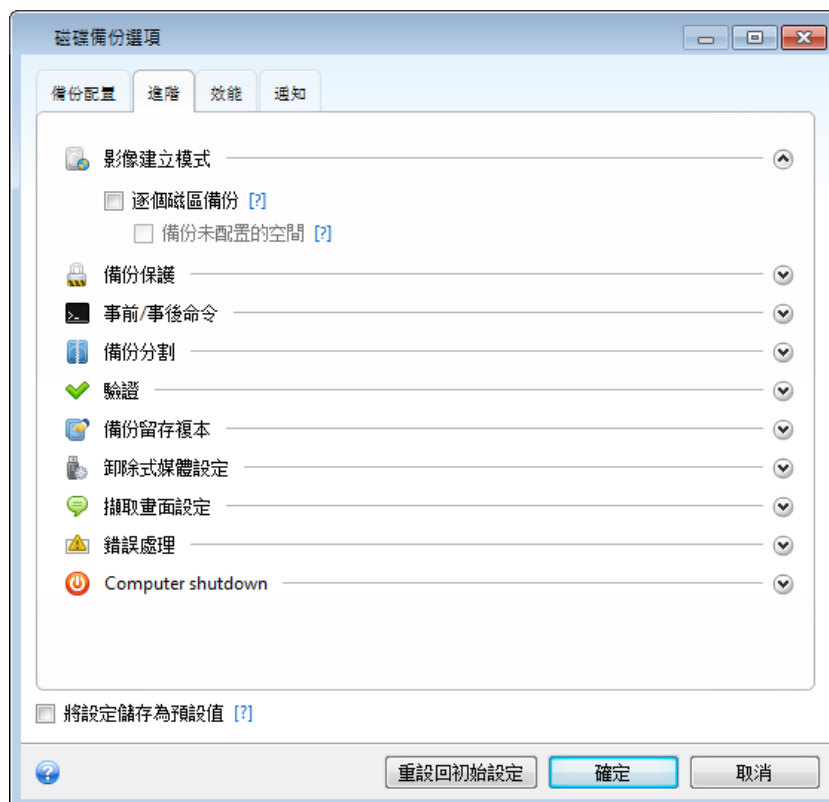 磁碟備份選項
備份配置 進階 效能 通知
影像建立模式
逐個磁區備份 [?]
備份未配置的空間 [?]
備份保護
事前/事後命令
備份分割
驗證
備份留存複本
卸除式媒體設定
擷取畫面設定
錯誤處理
Computer shutdown
將設定儲存為預設值 [?]
重設回初始設定 確定 取消